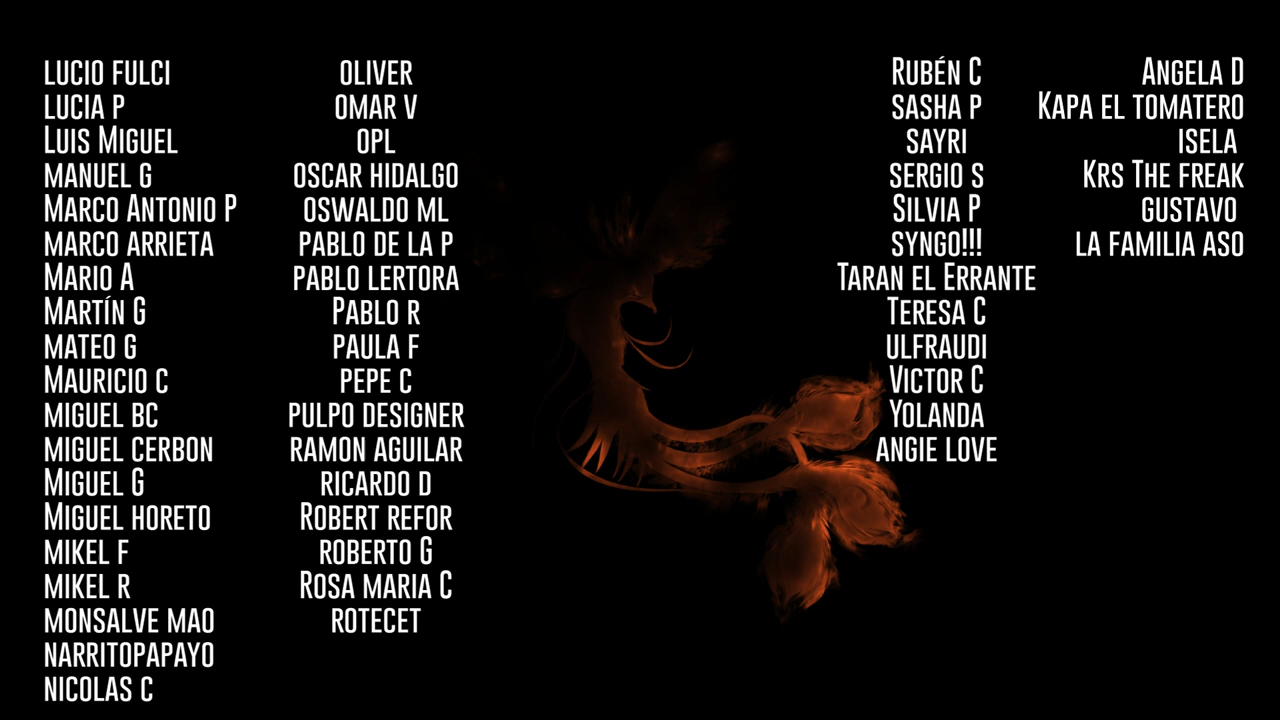 LUCIO FULCI
LUCIA P
LUIS MIGUEL
MANUEL G
MARCO ANTONIO P
MARCO ARRIETA
MARIO A
MARTÍN G
MATEO G
MAURICIO C
MIGUEL BC
MIGUEL CERBON
MIGUEL G
MIGUEL HORETO
MIKEL F
MIKEL R
MONSALVE MAO
NARRITOPAPAYO
NICOLAS C
OLIVER
OMAR V
OPL
OSCAR HIDALGO
OSWALDO ML
PABLO DE LA P
PABLO LERTORA
PABLO R
PAULA F
PEPE C
PULPO DESIGNER
RAMON AGUILAR
RICARDO D
ROBERT REFOR
ROBERTO G
ROSA MARIA C
ROTECET
RUBÉN C
SASHA P
SAYRI
SERGIO S
SILVIA P
SYNGO!!!
TARAN EL ERRANTE
TERESA C
ULFRAUDI
VICTOR C
YOLANDA
ANGIE LOVE
ANGELA D
KAPA EL TOMATERO
ISELA
KRS THE FREAK
GUSTAVO
LA FAMILIA ASO